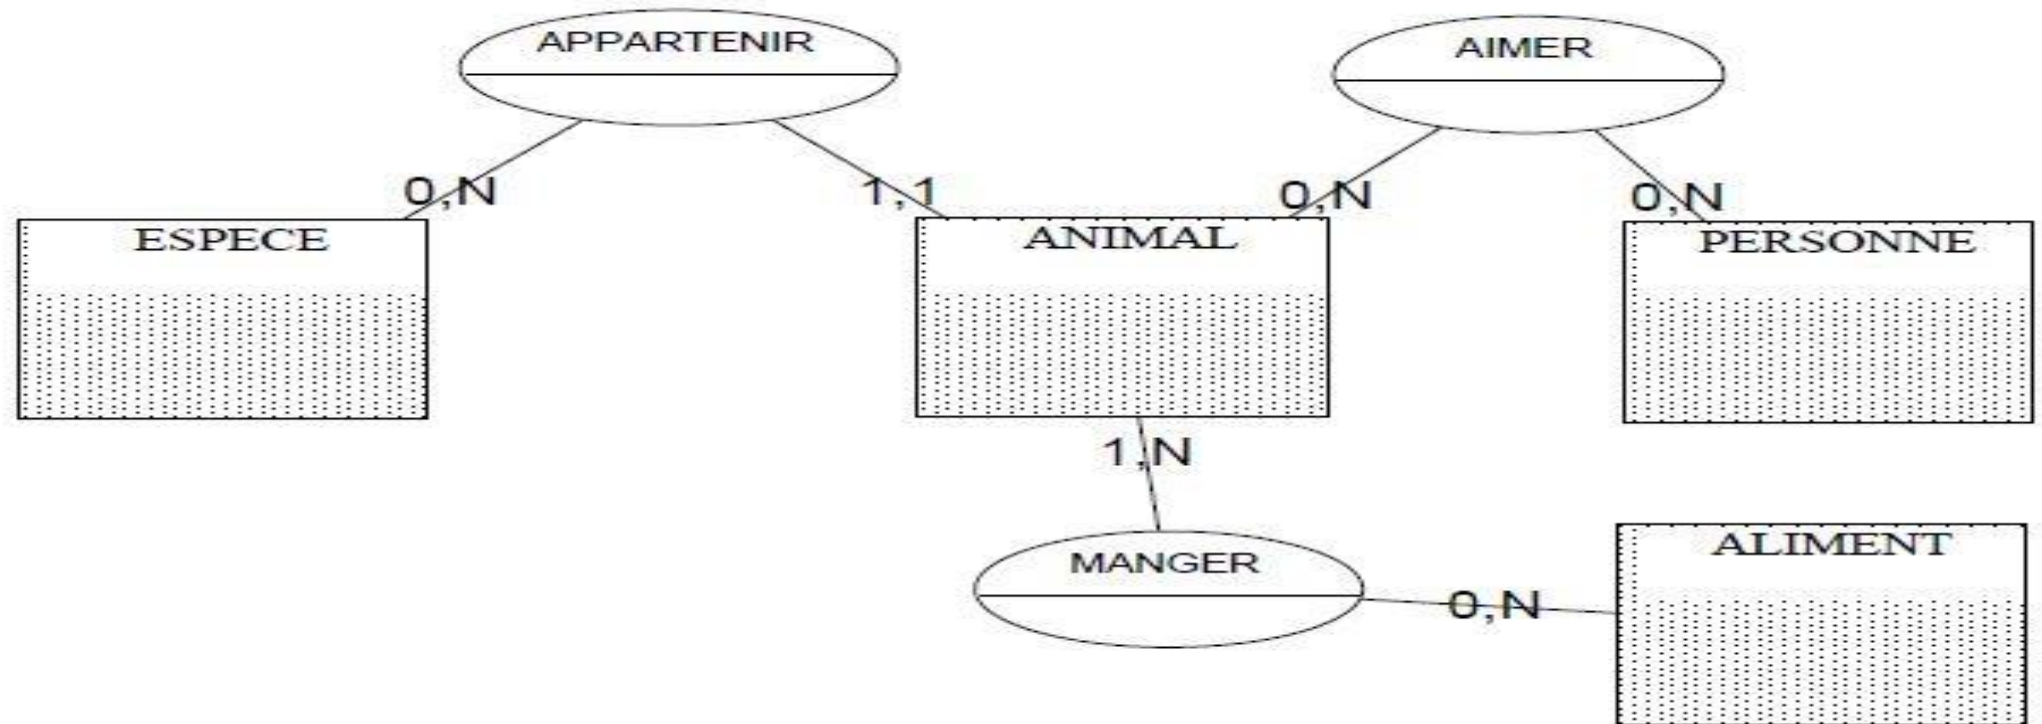 APPARTENIR
AIMER
0,N
1,1
0,N
0,N
ESPECE
ANIMAL
PERSONNE
1,N
MANGER
ALIMENT
0,N